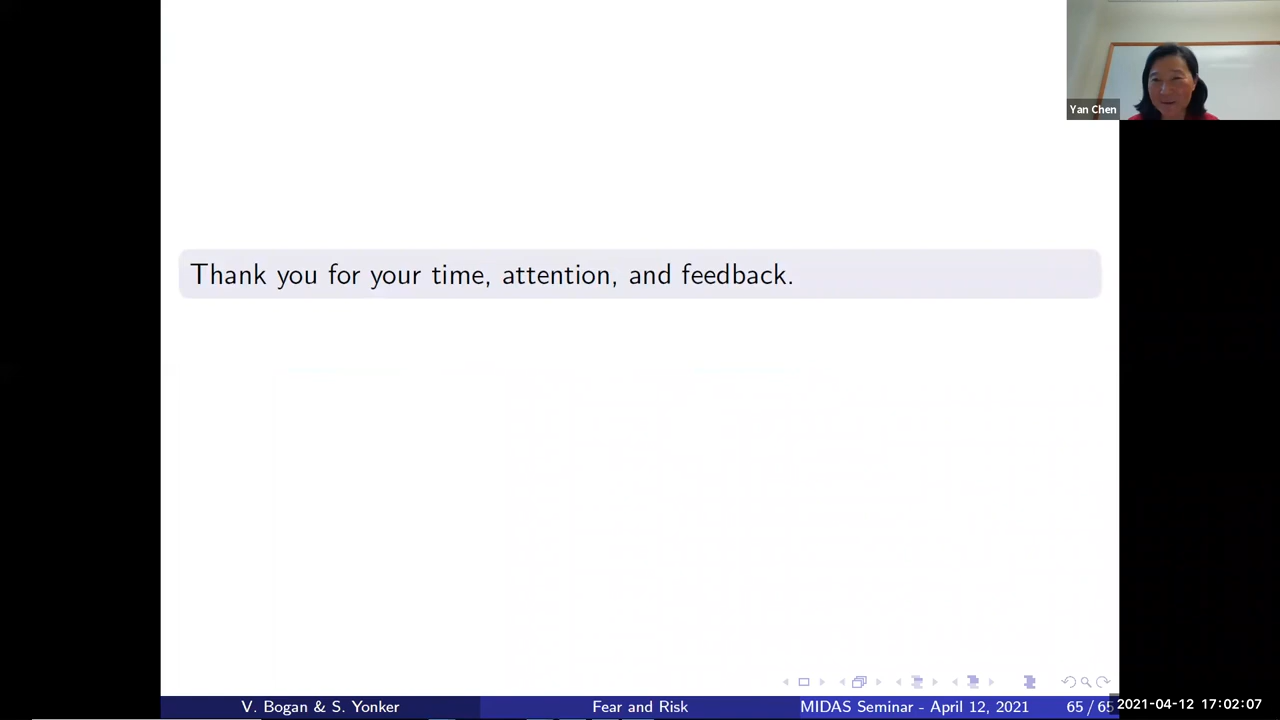 Yan Chen
Thank you for your time, attention, and feedback.
V. Bogan & S. Yonker
Fear and Risk
MIDAS Seminar - April 12, 2021
65 / 65
2021-04-12 17:02:07